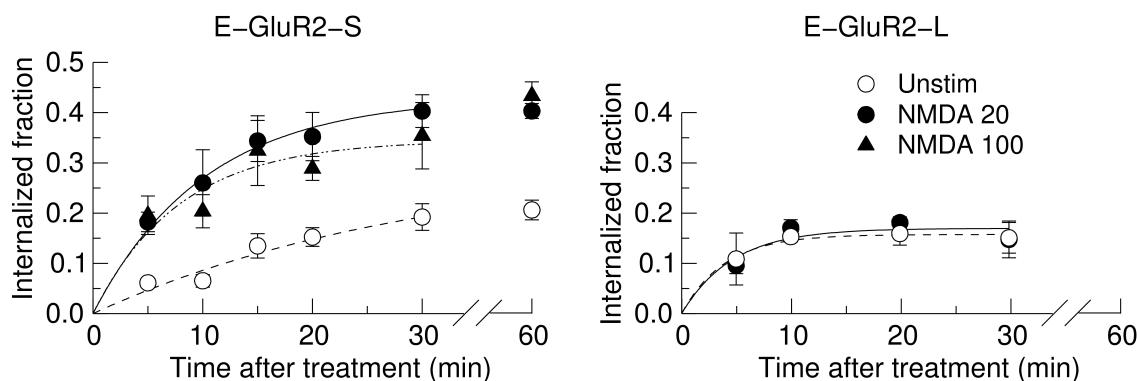 E−GluR2−S
Internalized fraction
0.5
0.4
0.3
0.2
0.1
0.0
0 10 20 30 60
Time after treatment (min)
E−GluR2−L
Unstim
NMDA 20
NMDA 100
Internalized fraction
0.4
0.3
0.2
0.1
0.0
0 10 20 30 60
Time after treatment (min)